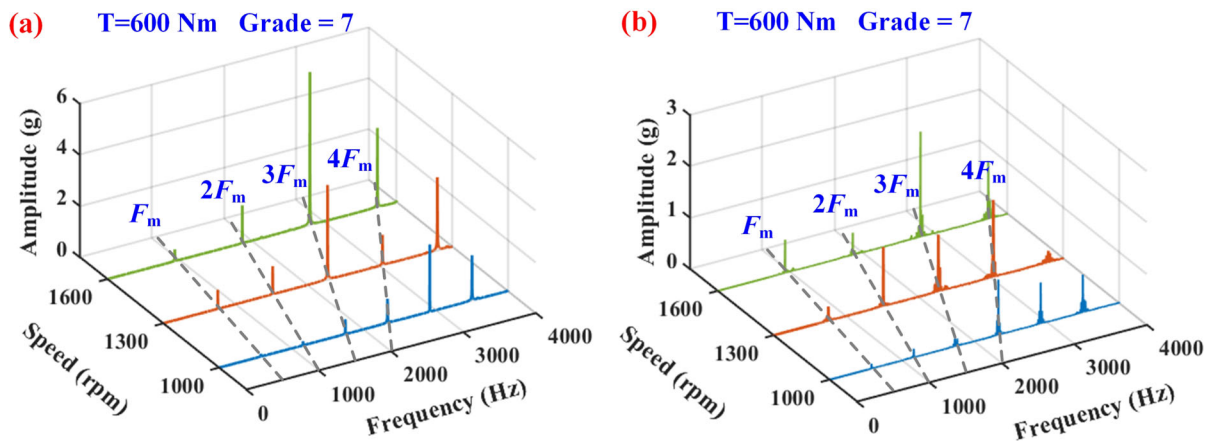 (a) T=600 Nm Grade = 7
6
4
2
0
Amplitude (g)
Fm
2Fm
3Fm
4Fm
1600
1300
1000
Speed (rpm)
0
1000
2000
3000
4000
Frequency (Hz)
(b) T=600 Nm Grade = 7
3
2
1
0
Amplitude (g)
Fm
2Fm
3Fm
4Fm
1600
1300
1000
Speed (rpm)
0
1000
2000
3000
4000
Frequency (Hz)